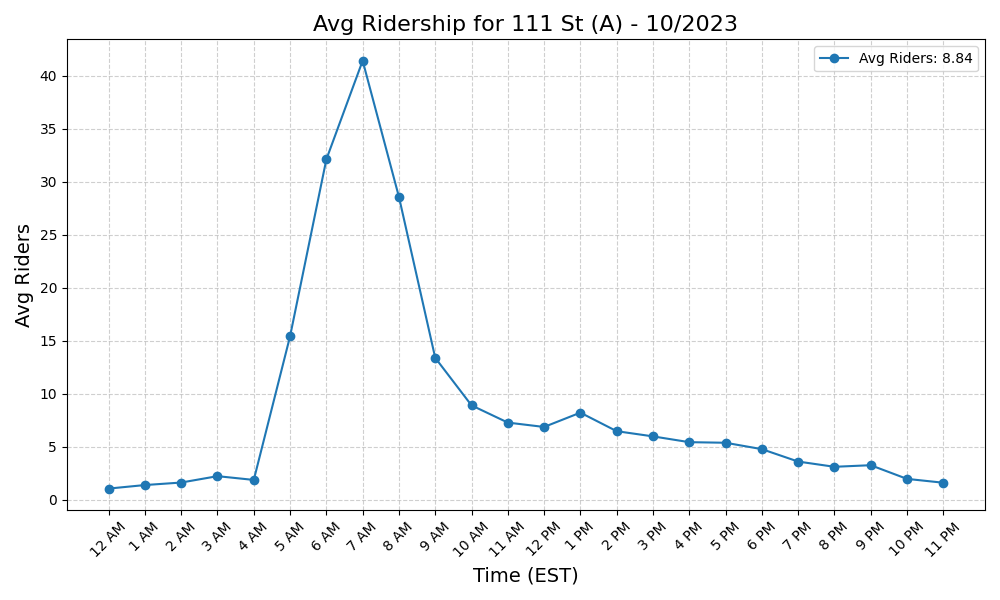 Avg Ridership for 111 St (A) - 10/2023
Avg Riders: 8.84
Avg Riders
40
35
30
25
20
15
10
5
0
12 AM
1 AM
2 AM
3 AM
4 AM
5 AM
6 AM
7 AM
8 AM
9 AM
10 AM
11 AM
12 PM
1 PM
2 PM
3 PM
4 PM
5 PM
6 PM
7 PM
8 PM
9 PM
10 PM
11 PM
Time (EST)